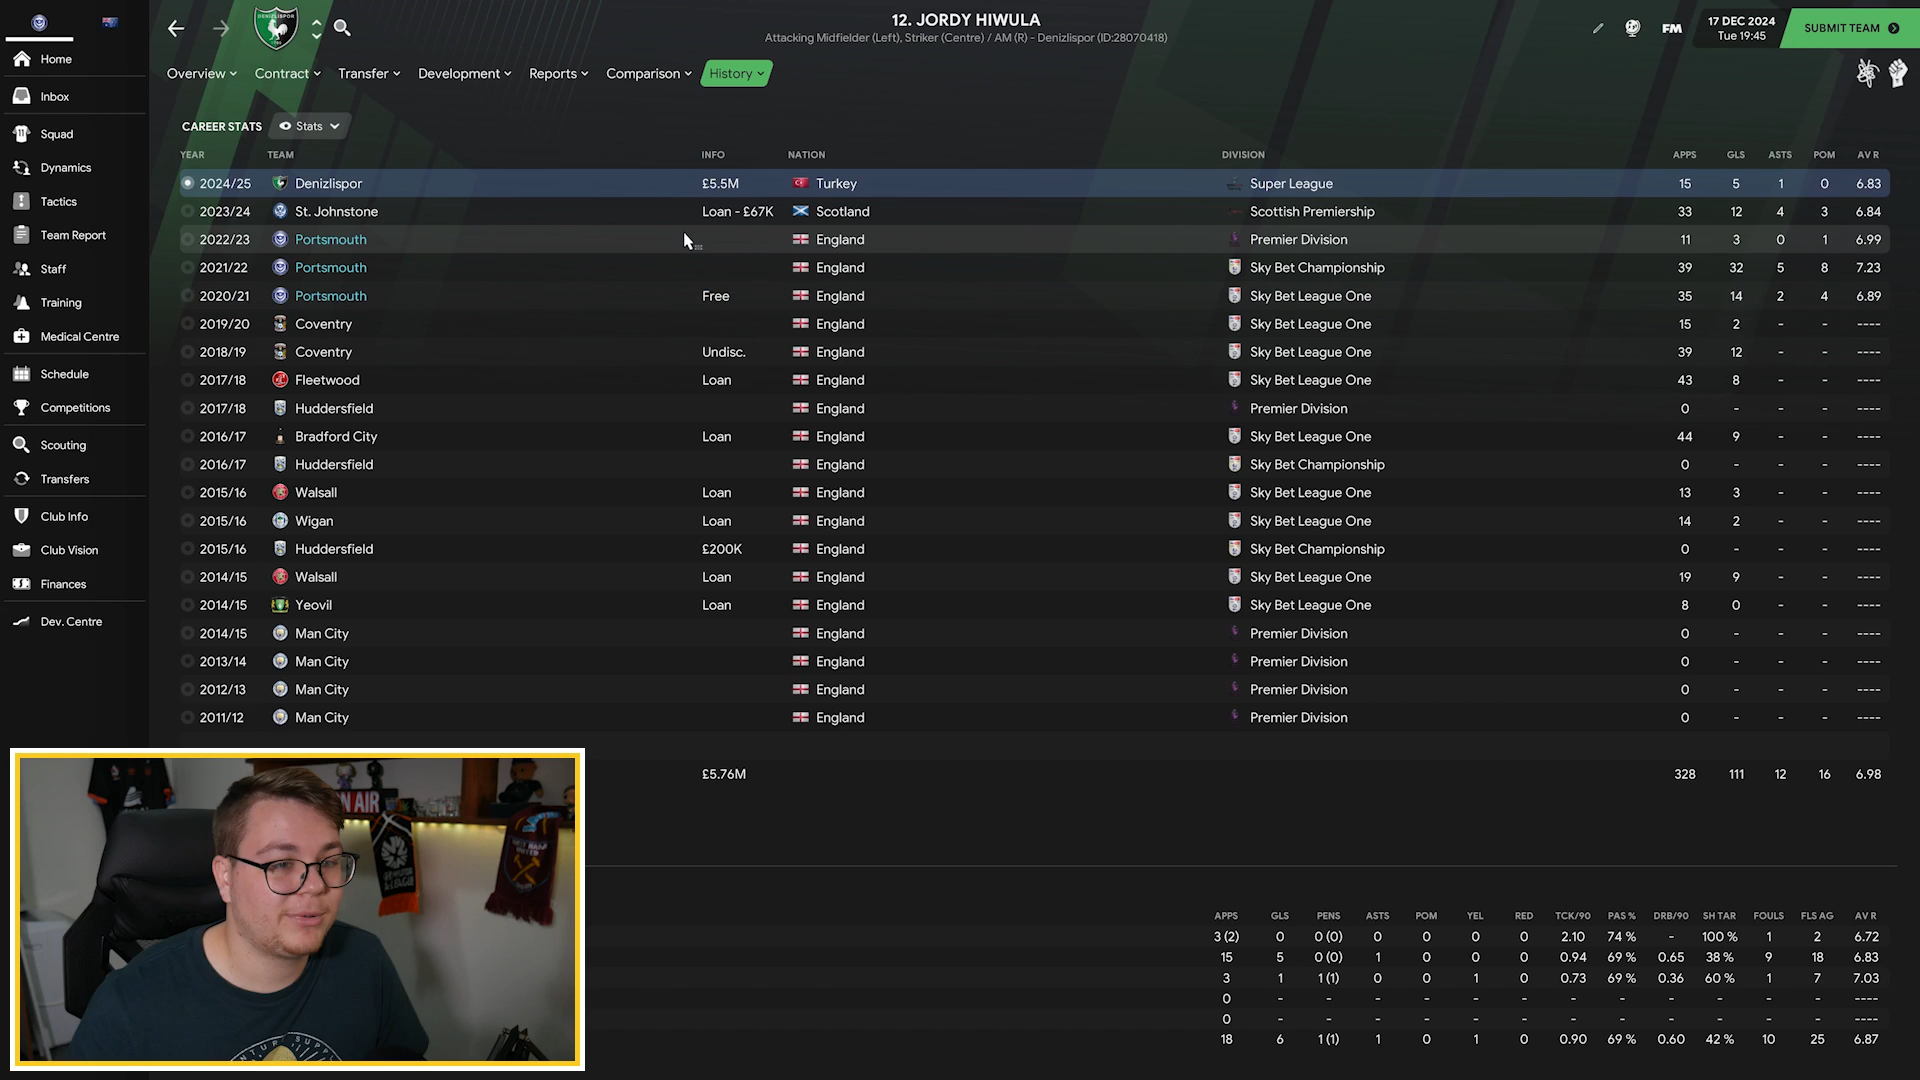 12. JORDY HIWULA
Attacking Midfielder (Left), Striker (Centre) / AM (R) - Denizlispor (ID:28070418)
FM
17 DEC 2024
Tue 19:45
SUBMIT TEAM
Overview
Contract
Transfer
Development
Reports
Comparison
History
Home
Inbox
Squad
Dynamics
Tactics
Team Report
Staff
Training
Medical Centre
Schedule
Competitions
Scouting
Transfers
Club Info
Club Vision
Finances
Dev. Centre
CAREER STATS Stats
YEAR TEAM INFO NATION DIVISION APPS GLS ASTS POM AV R
2024/25 Denizlispor £5.5M Turkey Super League 15 5 1 0 6.83
2023/24 St. Johnstone Loan - £67K Scotland Scottish Premiership 33 12 4 3 6.84
2022/23 Portsmouth England Premier Division 11 3 0 1 6.99
2021/22 Portsmouth England Sky Bet Championship 39 32 5 8 7.23
2020/21 Portsmouth Free England Sky Bet League One 35 14 2 4 6.89
2019/20 Coventry England Sky Bet League One 15 2 - - ----
2018/19 Coventry Undisc. England Sky Bet League One 39 12 - - ----
2017/18 Fleetwood Loan England Sky Bet League One 43 8 - - ----
2017/18 Huddersfield England Premier Division 0 - - - ----
2016/17 Bradford City Loan England Sky Bet League One 44 9 - - ----
2016/17 Huddersfield England Sky Bet Championship 0 - - - ----
2015/16 Walsall Loan England Sky Bet League One 13 3 - - ----
2015/16 Wigan Loan England Sky Bet League One 14 2 - - ----
2015/16 Huddersfield £200K England Sky Bet Championship 0 - - - ----
2014/15 Walsall Loan England Sky Bet League One 19 9 - - ----
2014/15 Yeovil Loan England Sky Bet League One 8 0 - - ----
2014/15 Man City England Premier Division 0 - - - ----
2013/14 Man City England Premier Division 0 - - - ----
2012/13 Man City England Premier Division 0 - - - ----
2011/12 Man City England Premier Division 0 - - - ----
£5.76M 328 111 12 16 6.98
APPS GLS PENS ASTS POM YEL RED TCK/90 PAS % DRB/90 SH TAR FOULS FLS AG AV R
3 (2) 0 0 (0) 0 0 0 0 2.10 74 % - 100 % 1 2 6.72
15 5 0 (0) 1 0 0 0 0.94 69 % 0.65 38 % 9 18 6.83
3 1 1 (1) 0 0 1 0 0.73 69 % 0.36 60 % 1 7 7.03
0 - - - - - - - - - - - - ----
0 - - - - - - - - - - - - ----
18 6 1 (1) 1 0 1 0 0.90 69 % 0.60 42 % 10 25 6.87
ON AIR